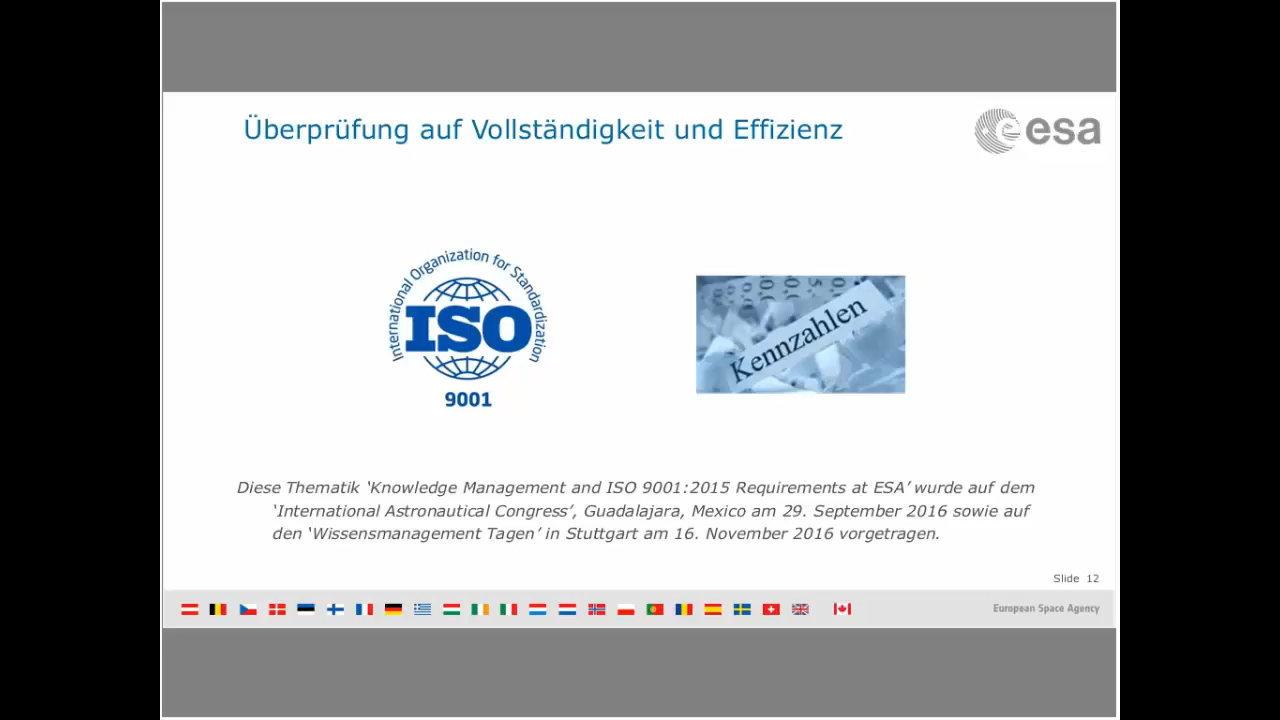 Überprüfung auf Vollständigkeit und Effizienz
esa
International Organization for Standardization
ISO
9001
Kennzahlen
Diese Thematik ‘Knowledge Management and ISO 9001:2015 Requirements at ESA’ wurde auf dem
‘International Astronautical Congress’, Guadalajara, Mexico am 29. September 2016 sowie auf
den ‘Wissensmanagement Tagen’ in Stuttgart am 16. November 2016 vorgetragen.
Slide 12
European Space Agency